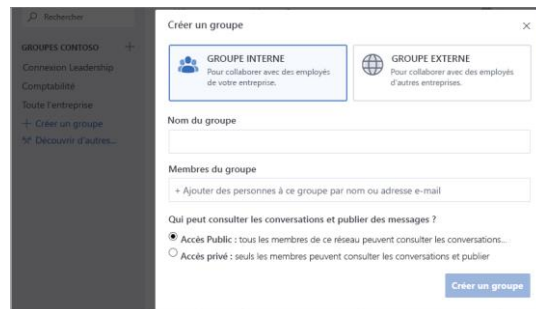 Rechercher
GROUPES CONTOSO
Connexion Leadership
Comptabilité
Toute l'entreprise
+ Créer un groupe
Découvrir d'autres...
Créer un groupe
GROUPE INTERNE
Pour collaborer avec des employés
de votre entreprise.
GROUPE EXTERNE
Pour collaborer avec des employés
d'autres entreprises.
Nom du groupe
Membres du groupe
+ Ajouter des personnes à ce groupe par nom ou adresse e-mail
Qui peut consulter les conversations et publier des messages ?
Accès Public : tous les membres de ce réseau peuvent consulter les conversations...
Accès privé : seuls les membres peuvent consulter les conversations et publier
Créer un groupe